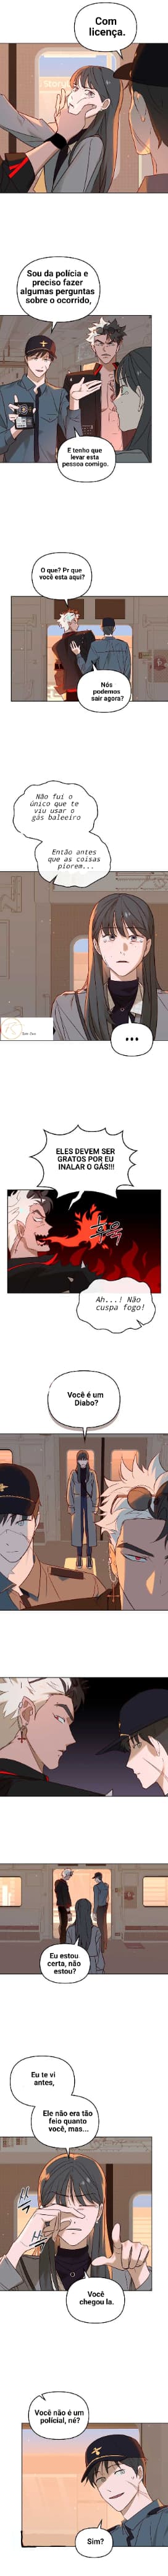 Com
licença.
Sou da polícia e
preciso fazer
algumas perguntas
sobre o ocorrido,
E tenho que
levar esta
pessoa comigo.
O que? Pr que
você esta aqui?
Nós
podemos
sair agora?
Não fui o
único que te
viu usar o
gás baleeiro
Então antes
que as coisas
piorem...
...
ELES DEVEM SER
GRATOS POR EU
INALAR O GÁS!!!
Ah...! Não
cuspa fogo!
Você é um
Diabo?
Eu estou
certa, não
estou?
Eu te vi
antes,
Ele não era tão
feio quanto
você, mas...
Você
chegou la.
Você não é um
policial, né?
Sim?